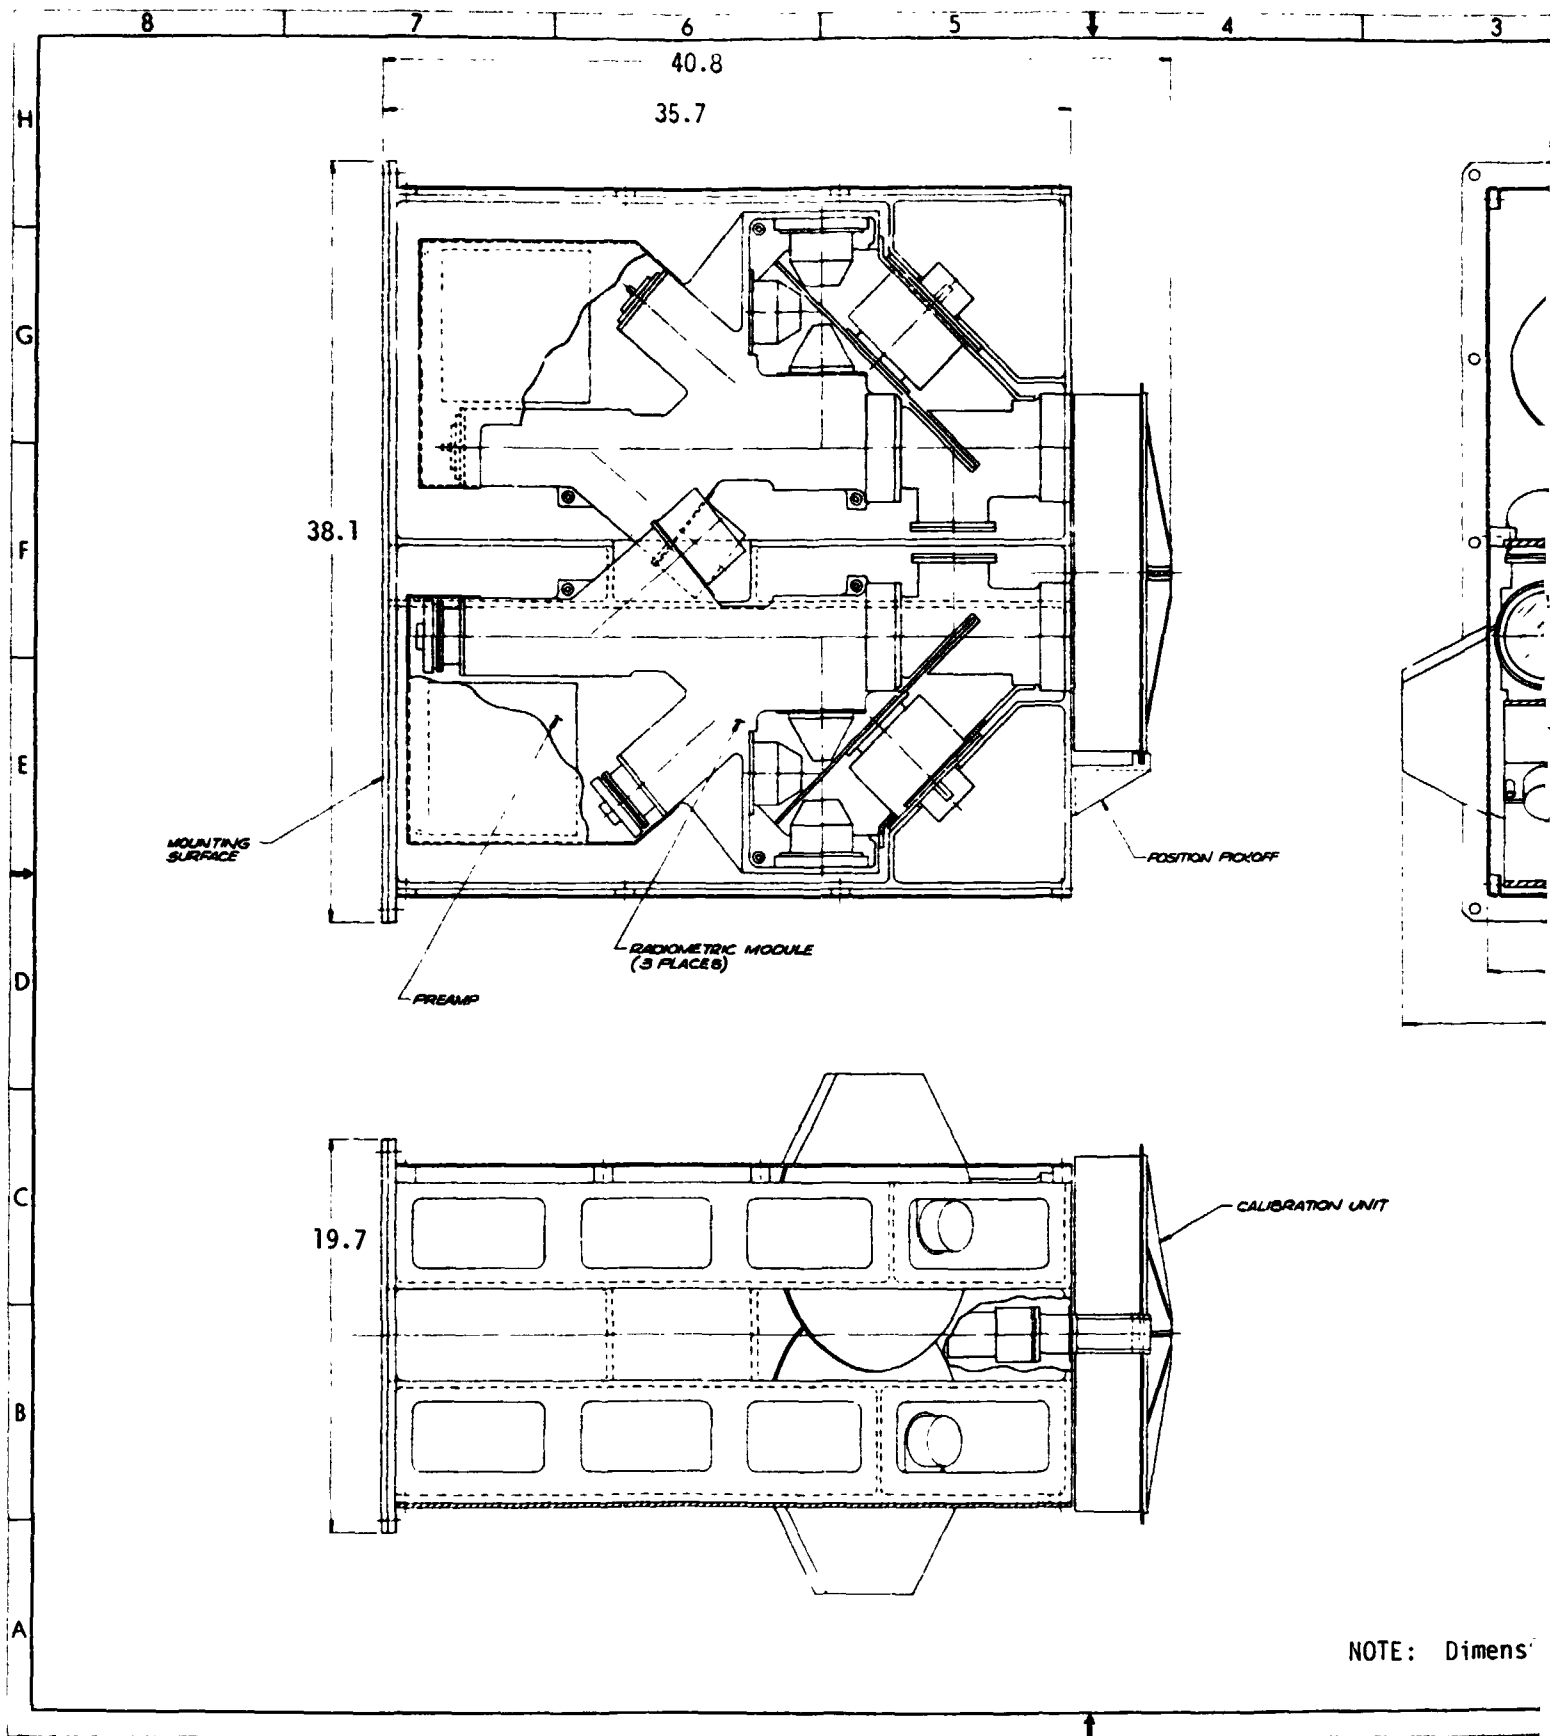 8 7 6 5 4 3
40.8
35.7
H
G
38.1
F
E
MOUNTING
SURFACE
POSITION PICKOFF
RADIOMETRIC MODULE
(3 PLACES)
D
PREAMP
C
CALIBRATION UNIT
19.7
B
A
NOTE: Dimens